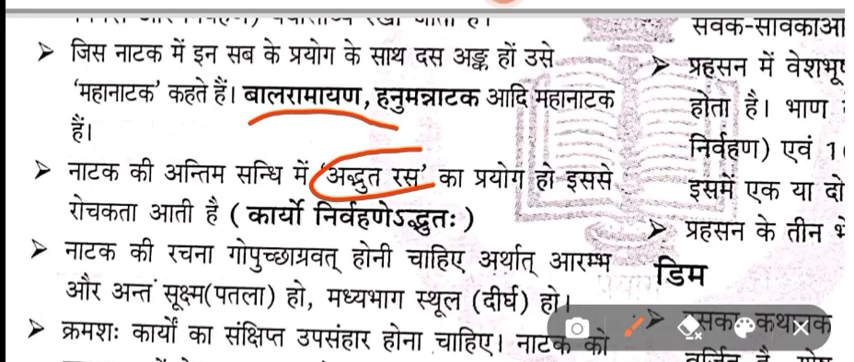 ➤ जिस नाटक में इन सब के प्रयोग के साथ दस अङ्क हों उसे
'महानाटक' कहते हैं। बालरामायण, हनुमन्नाटक आदि महानाटक
हैं।
➤ नाटक की अन्तिम सन्धि में 'अद्भुत रस' का प्रयोग हो इससे
रोचकता आती है ( कार्यो निर्वहणेऽद्भुतः )
➤ नाटक की रचना गोपुच्छाग्रवत् होनी चाहिए अर्थात् आरम्भ
और अन्त सूक्ष्म(पतला) हो, मध्यभाग स्थूल (दीर्घ) हो।
➤ क्रमशः कार्यों का संक्षिप्त उपसंहार होना चाहिए। नाटक को
सेवक-सेविकाओं
➤ प्रहसन में
होता है। भाण
निर्वहण) एवं
इसमें एक या दो
➤ प्रहसन के तीन
डिम
➤ कथानक